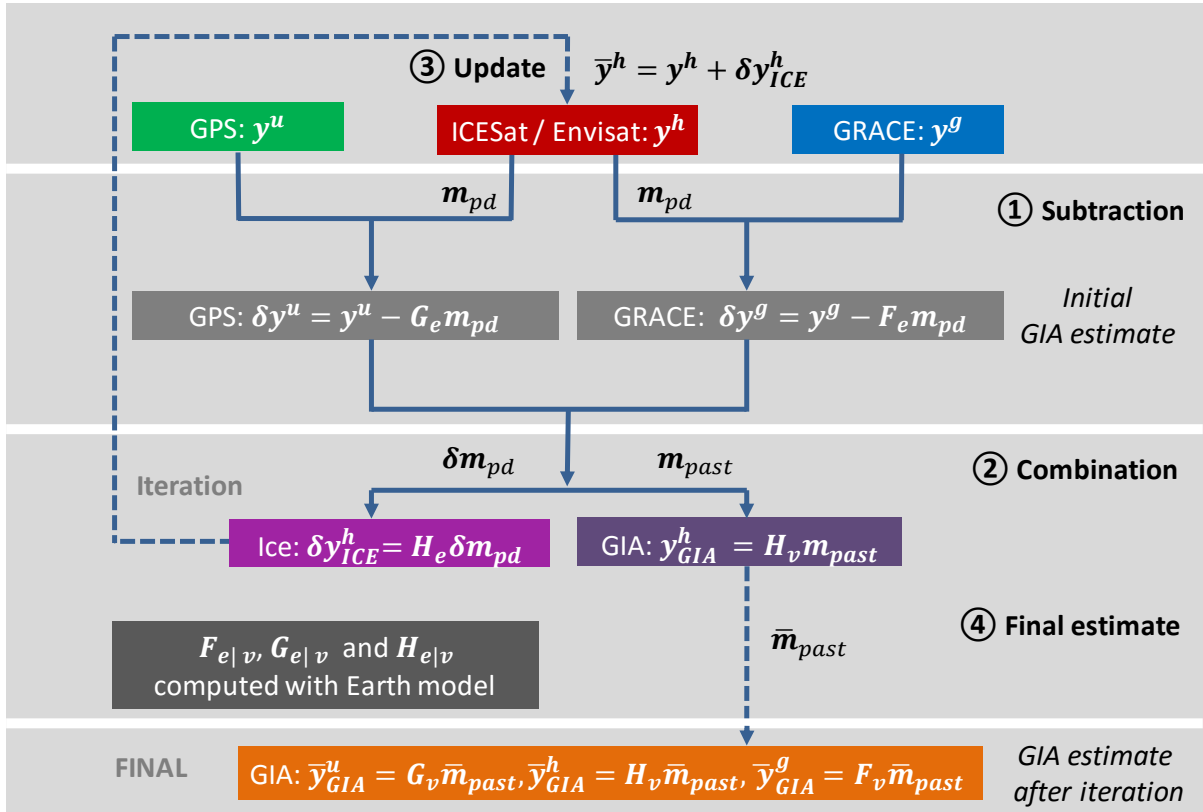 ③ Update
ȳ^h = y^h + δy^h_ICE
GPS: y^u
ICESat / Envisat: y^h
GRACE: y^g
m_pd
m_pd
① Subtraction
GPS: δy^u = y^u − G_e m_pd
GRACE: δy^g = y^g − F_e m_pd
Initial
GIA estimate
δm_pd
m_past
② Combination
Iteration
Ice: δy^h_ICE = H_e δm_pd
GIA: y^h_GIA = H_v m_past
④ Final estimate
m̄_past
F_e|v, G_e|v and H_e|v
computed with Earth model
FINAL
GIA: ȳ^u_GIA = G_v m̄_past, ȳ^h_GIA = H_v m̄_past, ȳ^g_GIA = F_v m̄_past
GIA estimate
after iteration